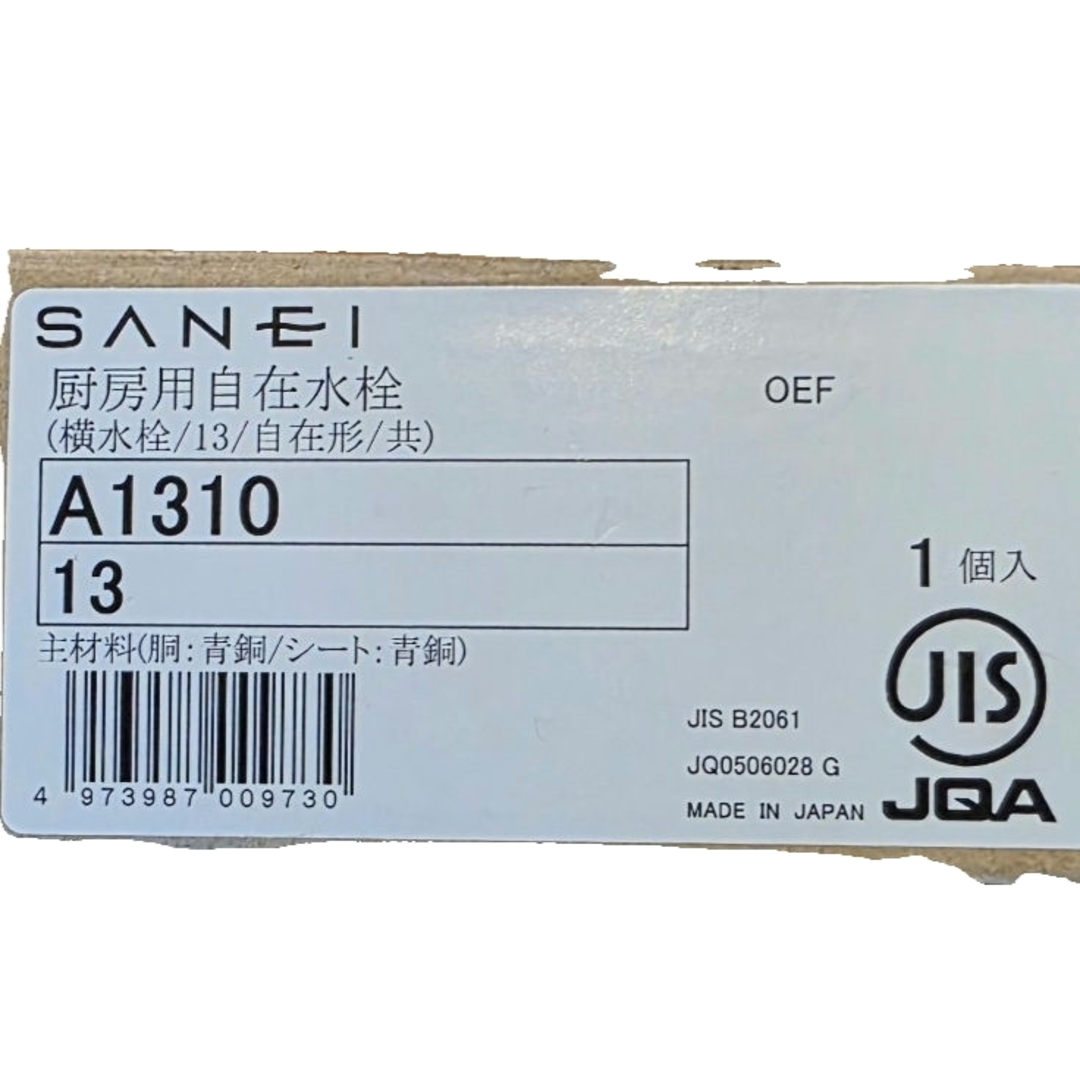 SANEI
厨房用自在水栓
OEF
(横水栓/13/自在形/共)
A1310
13
1 個入
主材料(胴:青銅/シート:青銅)
JIS
JIS B2061
JQ0506028 G
MADE IN JAPAN
JQA
4 973987 009730